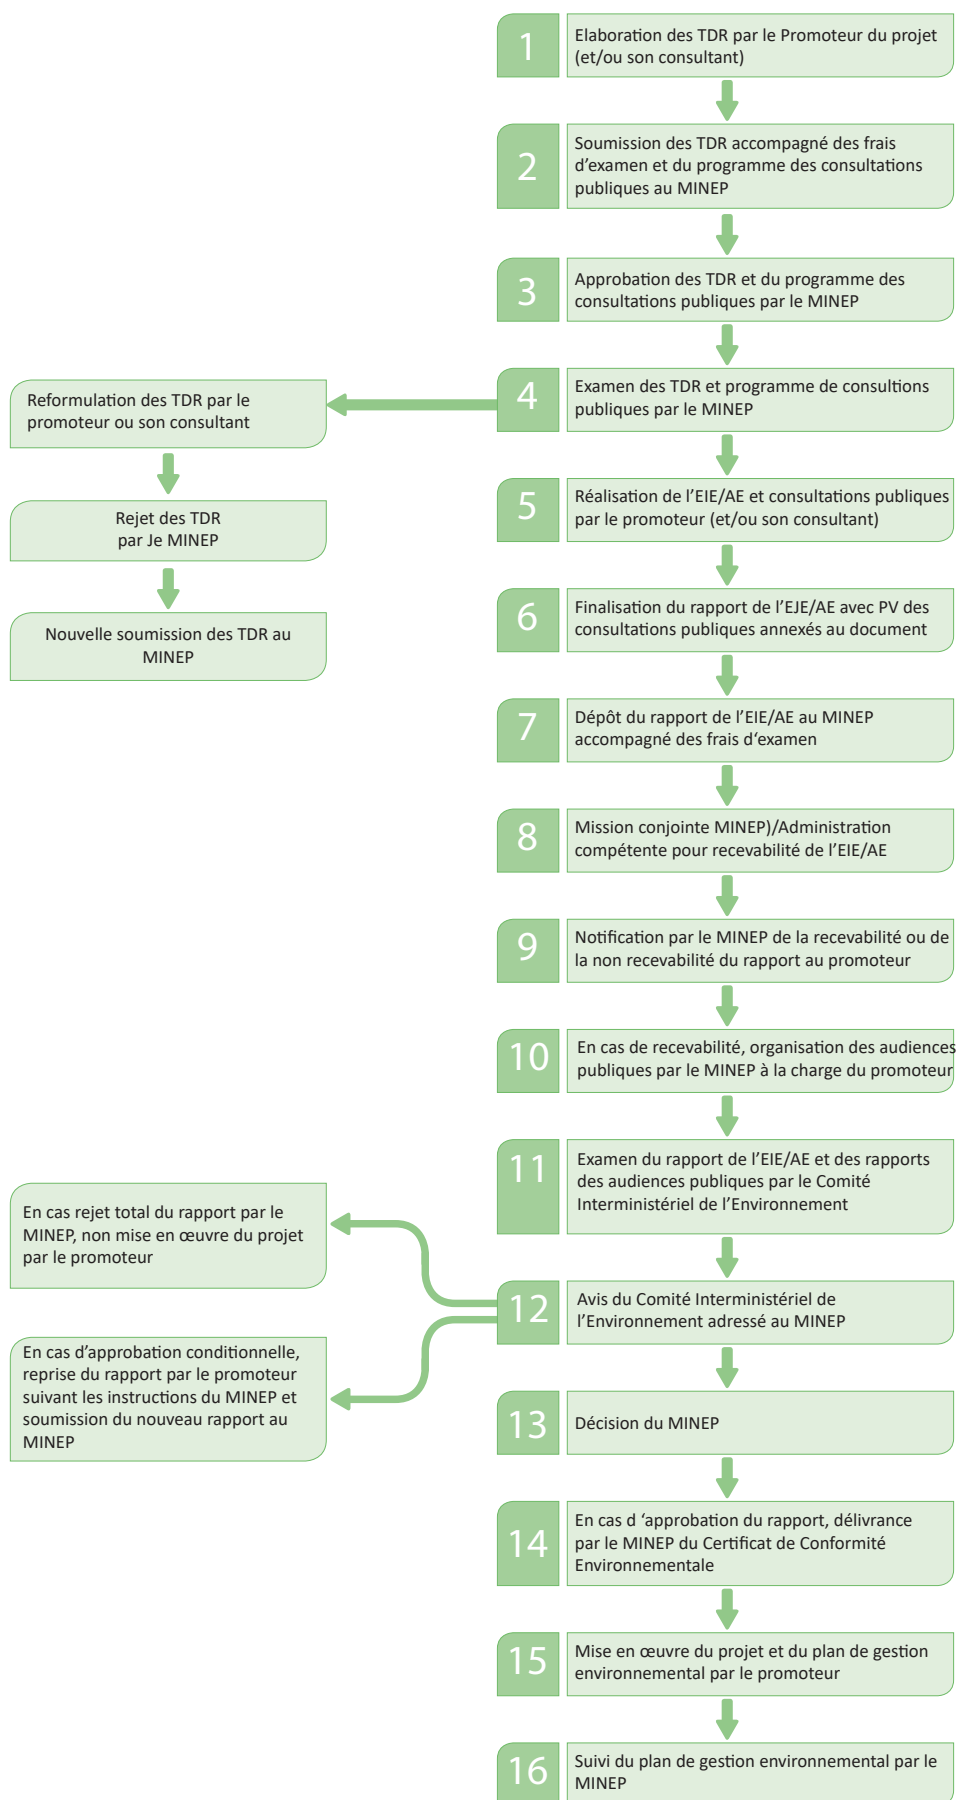 1
Elaboration des TDR par le Promoteur du projet
(et/ou son consultant)
2
Soumission des TDR accompagné des frais
d'examen et du programme des consultations
publiques au MINEP
3
Approbation des TDR et du programme des
consultations publiques par le MINEP
4
Examen des TDR et programme de consultions
publiques par le MINEP
Reformulation des TDR par le
promoteur ou son consultant
Rejet des TDR
par Je MINEP
Nouvelle soumission des TDR au
MINEP
5
Réalisation de l'EIE/AE et consultations publiques
par le promoteur (et/ou son consultant)
6
Finalisation du rapport de l'EJE/AE avec PV des
consultations publiques annexés au document
7
Dépôt du rapport de l'EIE/AE au MINEP
accompagné des frais d‘examen
8
Mission conjointe MINEP)/Administration
compétente pour recevabilité de l'EIE/AE
9
Notification par le MINEP de la recevabilité ou de
la non recevabilité du rapport au promoteur
10
En cas de recevabilité, organisation des audiences
publiques par le MINEP à la charge du promoteur
11
Examen du rapport de l'EIE/AE et des rapports
des audiences publiques par le Comité
Interministériel de l'Environnement
12
Avis du Comité Interministériel de
l'Environnement adressé au MINEP
En cas rejet total du rapport par le
MINEP, non mise en œuvre du projet
par le promoteur
En cas d'approbation conditionnelle,
reprise du rapport par le promoteur
suivant les instructions du MINEP et
soumission du nouveau rapport au
MINEP
13
Décision du MINEP
14
En cas d ‘approbation du rapport, délivrance
par le MINEP du Certificat de Conformité
Environnementale
15
Mise en œuvre du projet et du plan de gestion
environnemental par le promoteur
16
Suivi du plan de gestion environnemental par le
MINEP